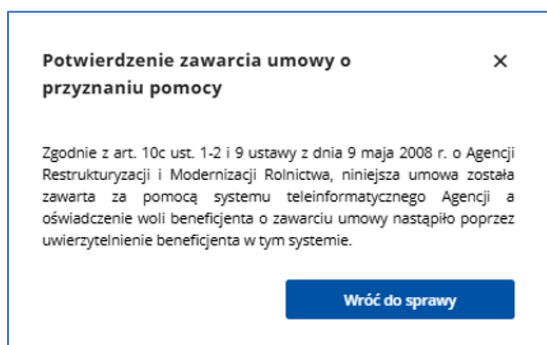 Potwierdzenie zawarcia umowy o
przyznaniu pomocy
Zgodnie z art. 10c ust. 1-2 i 9 ustawy z dnia 9 maja 2008 r. o Agencji
Restrukturyzacji i Modernizacji Rolnictwa, niniejsza umowa została
zawarta za pomocą systemu teleinformatycznego Agencji a
oświadczenie woli beneficjenta o zawarciu umowy nastąpiło poprzez
uwierzytelnienie beneficjenta w tym systemie.
Wróć do sprawy